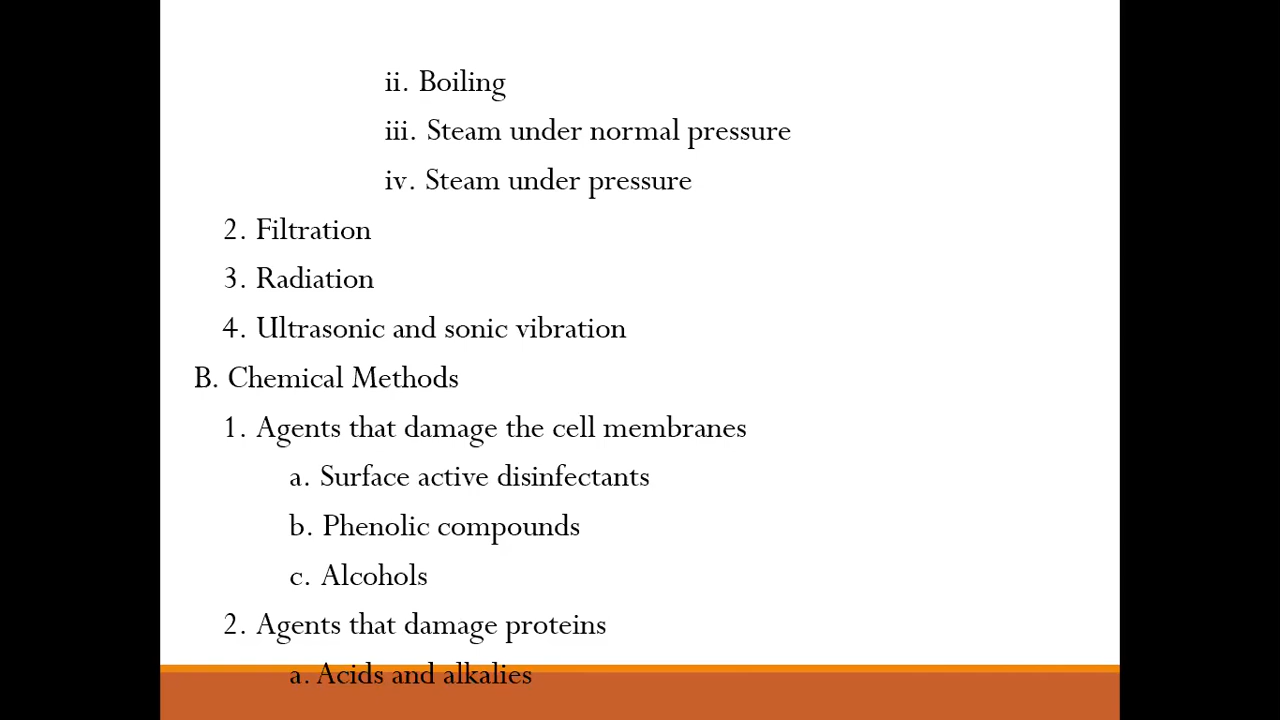 ii. Boiling
iii. Steam under normal pressure
iv. Steam under pressure
2. Filtration
3. Radiation
4. Ultrasonic and sonic vibration
B. Chemical Methods
1. Agents that damage the cell membranes
a. Surface active disinfectants
b. Phenolic compounds
c. Alcohols
2. Agents that damage proteins
a. Acids and alkalies